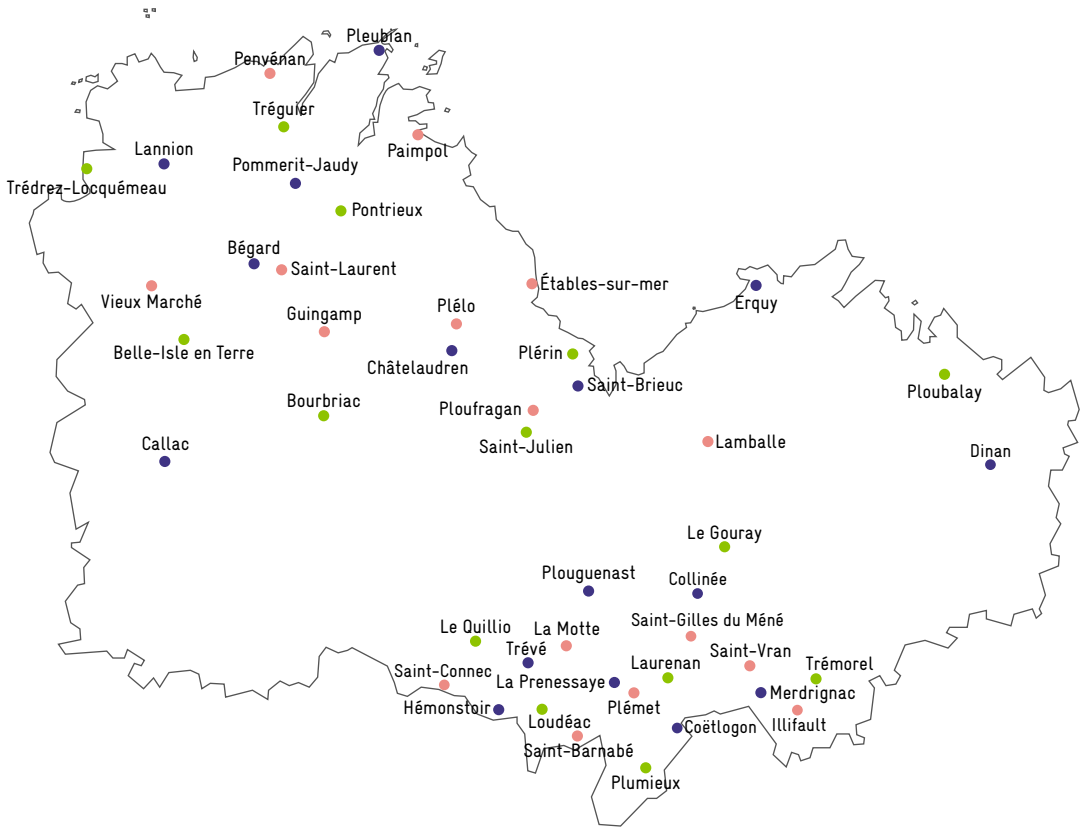 Pleubian
Penvénan
Tréguier
Paimpol
Lannion
Pommerit-Jaudy
Trédrez-Locquémeau
Pontrieux
Bégard
Saint-Laurent
Étables-sur-mer
Erquy
Vieux Marché
Guingamp
Plélo
Belle-Isle en Terre
Châtelaudren
Plérin
Saint-Brieuc
Ploubalay
Bourbriac
Ploufragan
Saint-Julien
Lamballe
Callac
Dinan
Le Gouray
Plouguenast
Collinée
Saint-Gilles du Méné
Le Quillio
La Motte
Trévé
Saint-Vran
Laurenan
Trémorel
Saint-Connec
La Prenessaye
Merdrignac
Plémet
Hémonstoir
Loudéac
Coëtlogon
Illifault
Saint-Barnabé
Plumieux